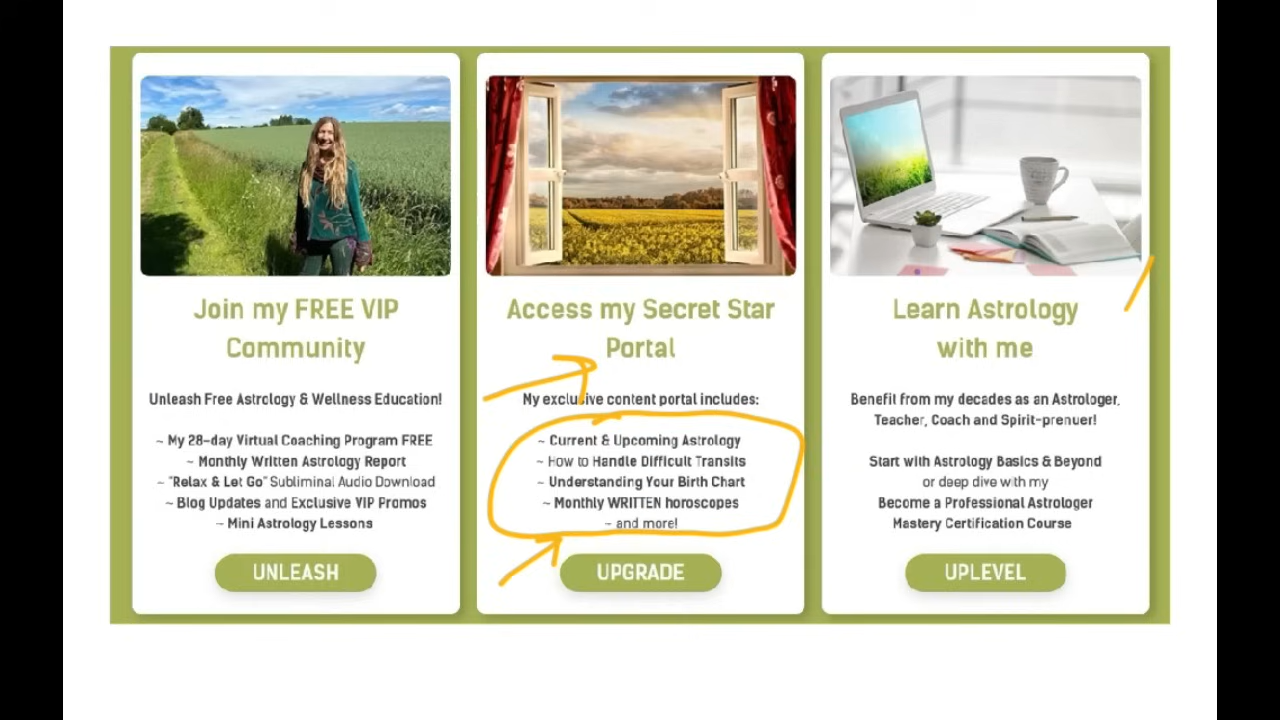 Join my FREE VIP
Community
Unleash Free Astrology & Wellness Education!
~ My 28-day Virtual Coaching Program FREE
~ Monthly Written Astrology Report
~ "Relax & Let Go" Subliminal Audio Download
~ Blog Updates and Exclusive VIP Promos
~ Mini Astrology Lessons
UNLEASH
Access my Secret Star
Portal
My exclusive content portal includes:
~ Current & Upcoming Astrology
~ How to Handle Difficult Transits
~ Understanding Your Birth Chart
~ Monthly WRITTEN horoscopes
~ and more!
UPGRADE
Learn Astrology
with me
Benefit from my decades as an Astrologer,
Teacher, Coach and Spirit-prenuer!
Start with Astrology Basics & Beyond
or deep dive with my
Become a Professional Astrologer
Mastery Certification Course
UPLEVEL